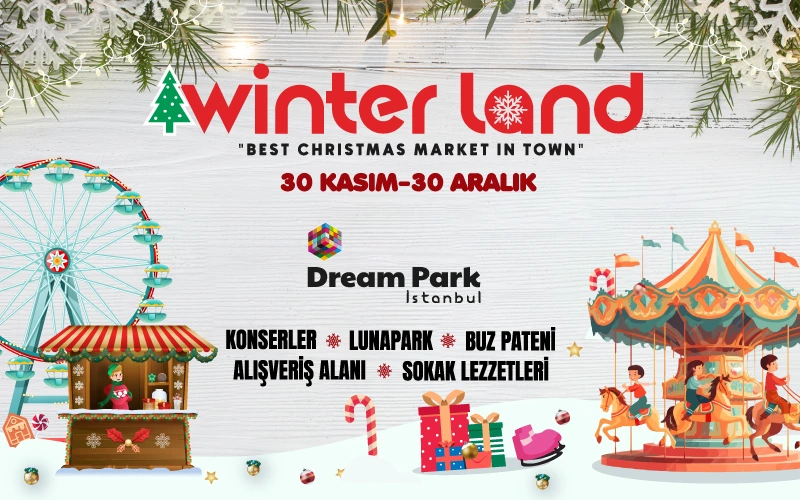 winter land
"BEST CHRISTMAS MARKET IN TOWN"
30 KASIM-30 ARALIK
Dream Park
İstanbul
KONSERLER LUNAPARK BUZ PATENİ
ALIŞVERİŞ ALANI SOKAK LEZZETLERİ